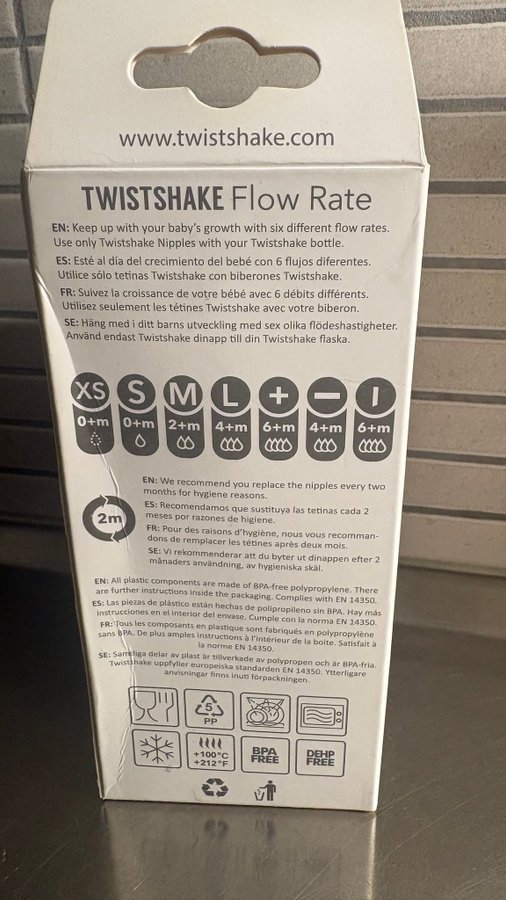 www.twistshake.com
TWISTSHAKE Flow Rate
EN: Keep up with your baby's growth with six different flow rates.
Use only Twistshake Nipples with your Twistshake bottle.
ES: Esté al día del crecimiento del bebé con 6 flujos diferentes.
Utilice sólo tetinas Twistshake con biberones Twistshake.
FR: Suivez la croissance de votre bébé avec 6 débits différents.
Utilisez seulement les tétines Twistshake avec votre biberon.
SE: Häng med i ditt barns utveckling med sex olika flödeshastigheter.
Använd endast Twistshake dinapp till din Twistshake flaska.
XS S M L + – I
0+m 0+m 2+m 4+m 6+m 4+m 6+m
EN: We recommend you replace the nipples every two
months for hygiene reasons.
ES: Recomendamos que sustituya las tetinas cada 2
meses por razones de higiene.
2m
FR: Pour des raisons d'hygiène, nous vous recomman-
dons de remplacer les tétines après deux mois.
SE: Vi rekommenderar att du byter ut dinappen efter 2
månaders användning, av hygieniska skäl.
EN: All plastic components are made of BPA-free polypropylene. There
are further instructions inside the packaging. Complies with EN 14350.
ES: Las piezas de plástico están hechas de polipropileno sin BPA. Hay más
instrucciones en el interior del envase. Cumple con la norma EN 14350.
FR: Tous les composants en plastique sont fabriqués en polypropylène
sans BPA. De plus amples instructions à l'intérieur de la boite. Satisfait à
la norme EN 14350.
SE: Samtliga delar av plast är tillverkade av polypropen och är BPA-fria.
Twistshake uppfyller europeiska standarden EN 14350. Ytterligare
anvisningar finns inuti förpackningen.
5
PP
+100°C
+212°F
BPA
FREE
DEHP
FREE